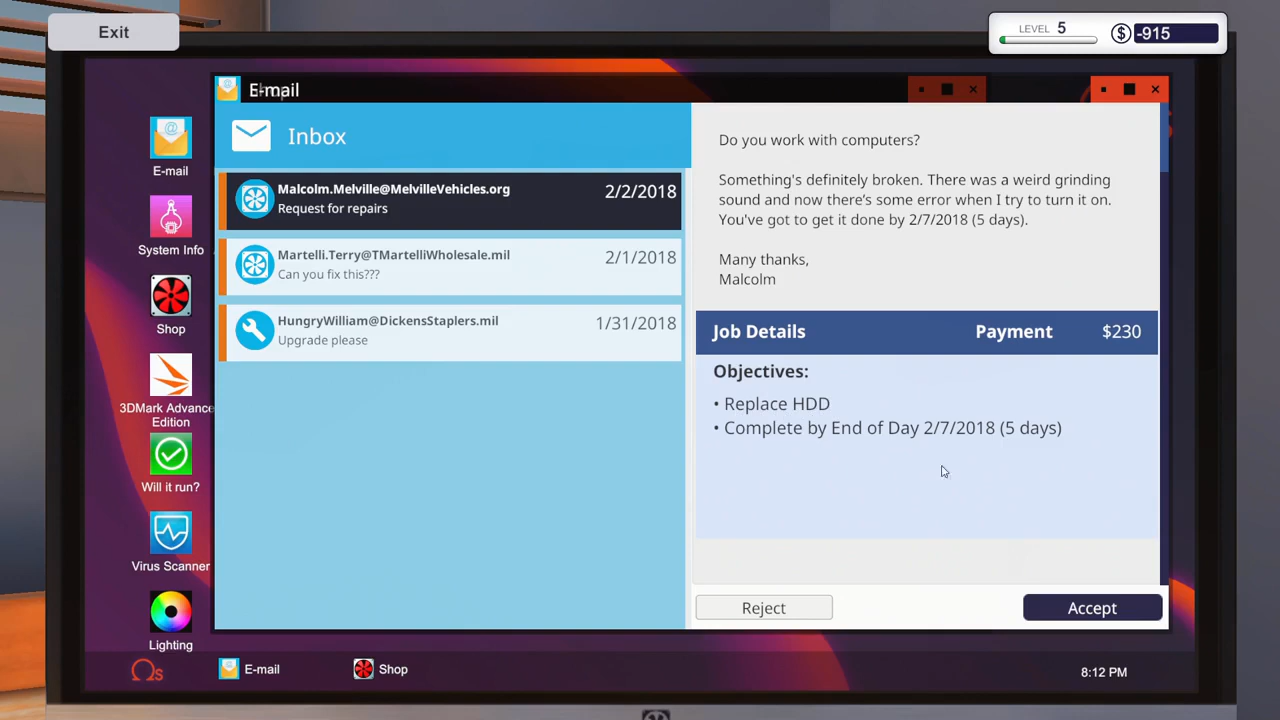 Exit
LEVEL 5
$ -915
E-mail
Inbox
Malcolm.Melville@MelvilleVehicles.org 2/2/2018
Request for repairs
Martelli.Terry@TMartelliWholesale.mil 2/1/2018
Can you fix this???
HungryWilliam@DickensStaplers.mil 1/31/2018
Upgrade please
Do you work with computers?
Something's definitely broken. There was a weird grinding
sound and now there's some error when I try to turn it on.
You've got to get it done by 2/7/2018 (5 days).
Many thanks,
Malcolm
Job Details Payment $230
Objectives:
• Replace HDD
• Complete by End of Day 2/7/2018 (5 days)
Reject
Accept
E-mail
System Info
Shop
3DMark Advance
Edition
Will it run?
Virus Scanner
Lighting
Ωs
E-mail
Shop
8:12 PM